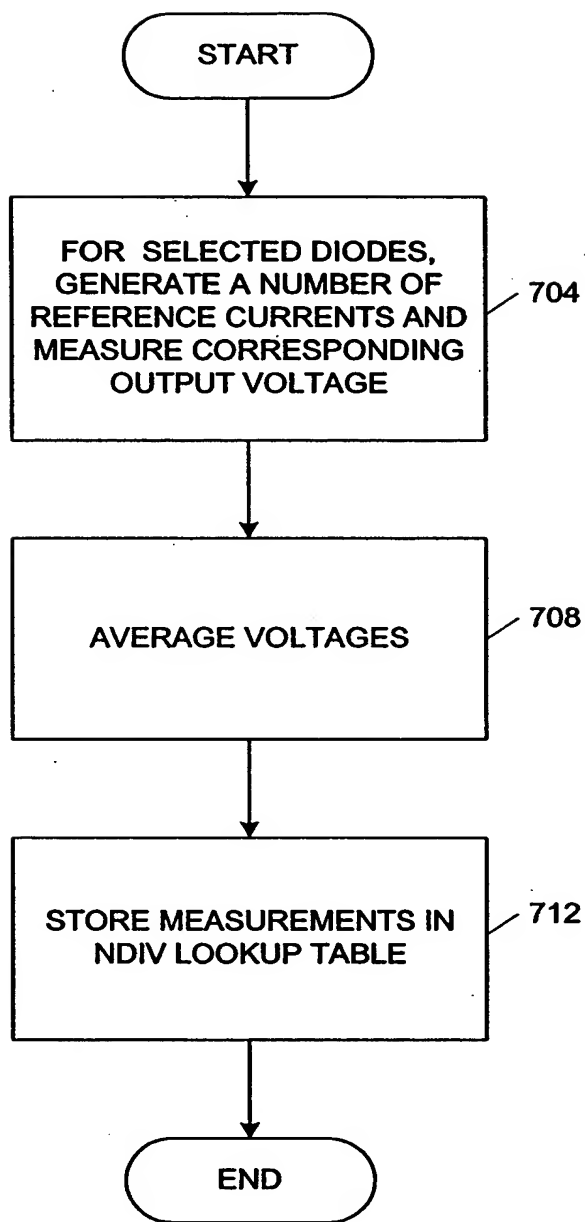 START
FOR SELECTED DIODES,
GENERATE A NUMBER OF
REFERENCE CURRENTS AND
MEASURE CORRESPONDING
OUTPUT VOLTAGE
704
AVERAGE VOLTAGES
708
STORE MEASUREMENTS IN
NDIV LOOKUP TABLE
712
END